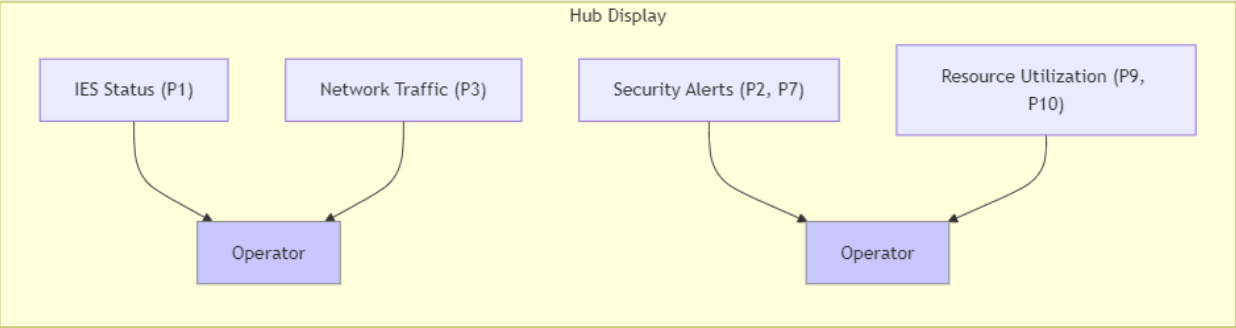 Hub Display
IES Status (P1)
Network Traffic (P3)
Security Alerts (P2, P7)
Resource Utilization (P9,
P10)
Operator
Operator